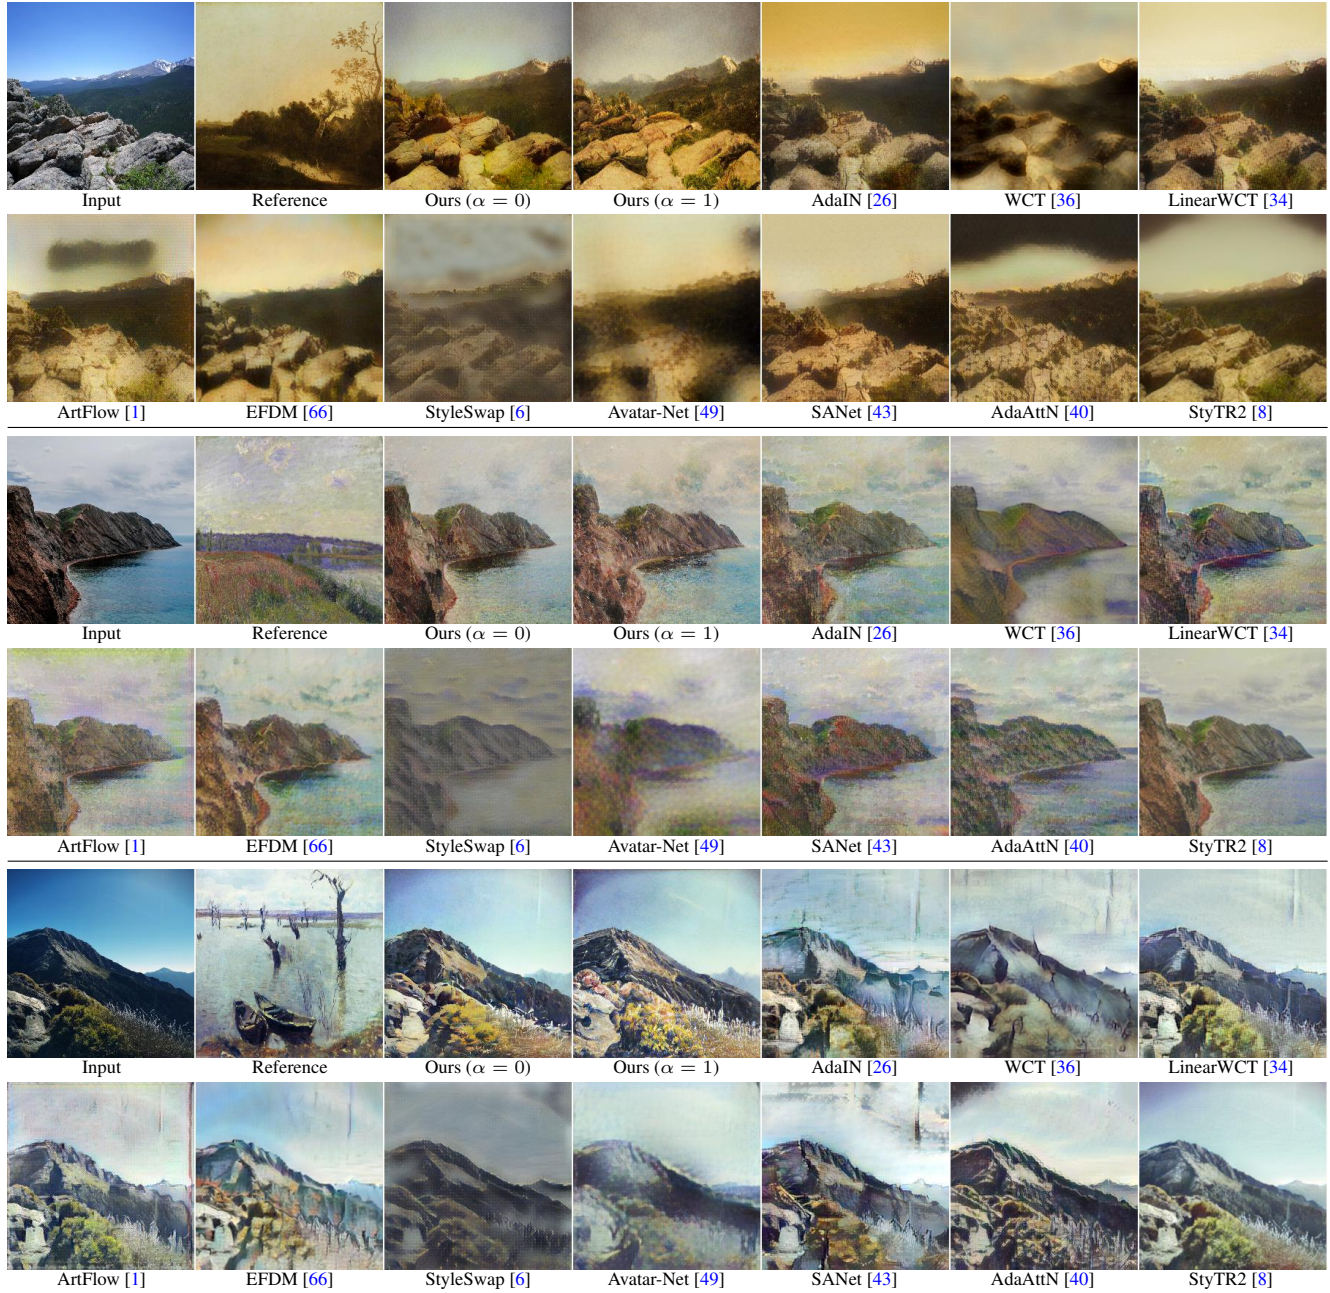 Input Reference Ours (α = 0) Ours (α = 1) AdaIN [26] WCT [36] LinearWCT [34]
ArtFlow [1] EFDM [66] StyleSwap [6] Avatar-Net [49] SANet [43] AdaAttN [40] StyTR2 [8]
Input Reference Ours (α = 0) Ours (α = 1) AdaIN [26] WCT [36] LinearWCT [34]
ArtFlow [1] EFDM [66] StyleSwap [6] Avatar-Net [49] SANet [43] AdaAttN [40] StyTR2 [8]
Input Reference Ours (α = 0) Ours (α = 1) AdaIN [26] WCT [36] LinearWCT [34]
ArtFlow [1] EFDM [66] StyleSwap [6] Avatar-Net [49] SANet [43] AdaAttN [40] StyTR2 [8]